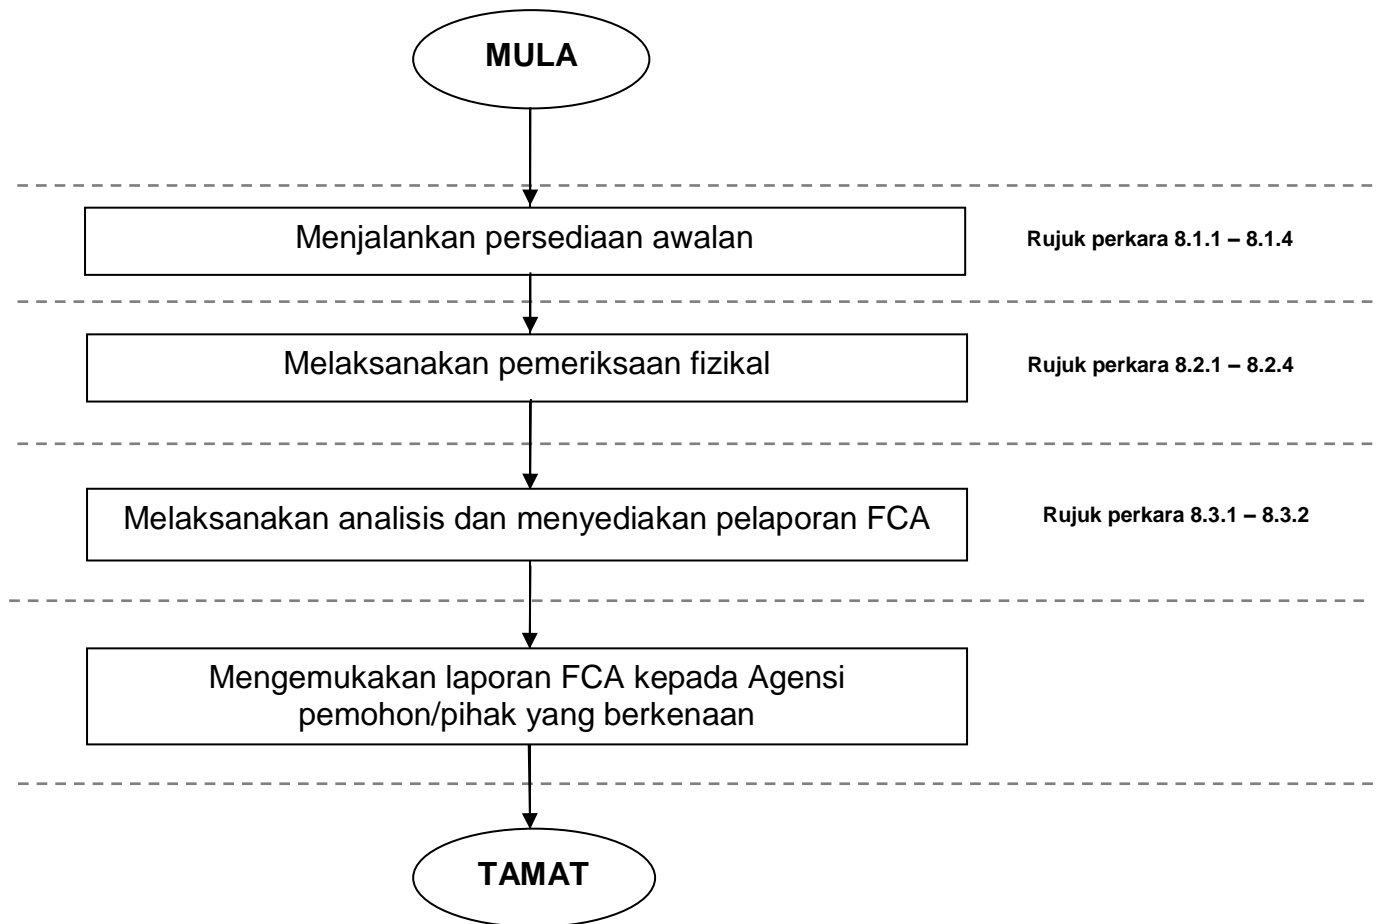 MULA
Menjalankan persediaan awalan
Rujuk perkara 8.1.1 – 8.1.4
Melaksanakan pemeriksaan fizikal
Rujuk perkara 8.2.1 – 8.2.4
Melaksanakan analisis dan menyediakan pelaporan FCA
Rujuk perkara 8.3.1 – 8.3.2
Mengemukakan laporan FCA kepada Agensi
pemohon/pihak yang berkenaan
TAMAT